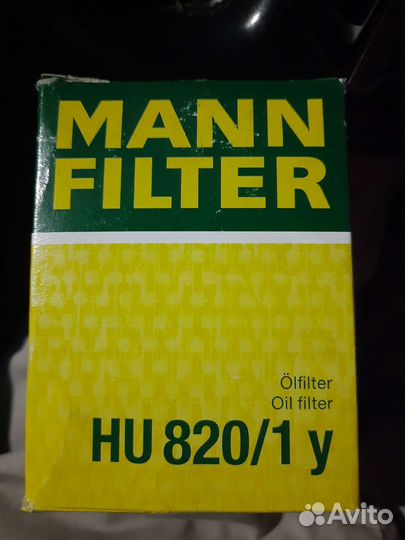 MANN
FILTER
Ölfilter
Oil filter
HU 820/1 y
Avito